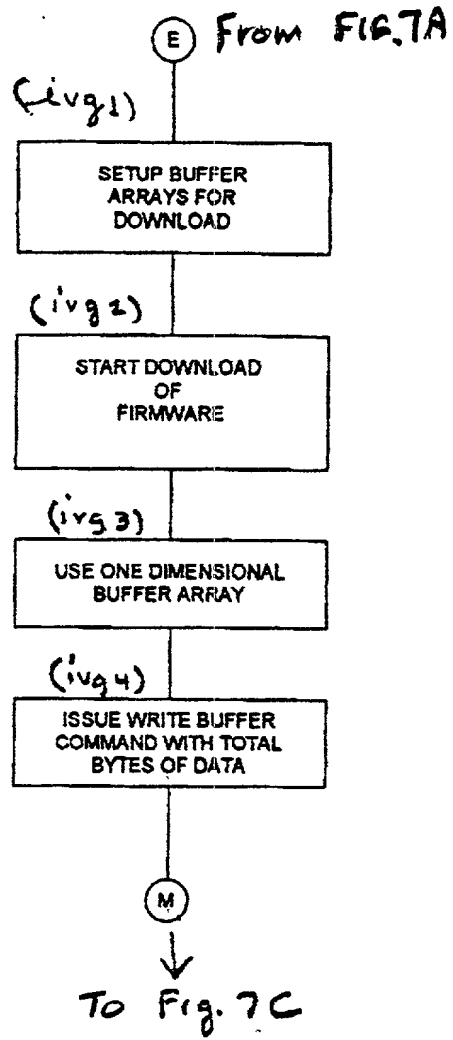 E From FIG. 7A
(ivg1)
SETUP BUFFER
ARRAYS FOR
DOWNLOAD
(ivg2)
START DOWNLOAD
OF
FIRMWARE
(ivg3)
USE ONE DIMENSIONAL
BUFFER ARRAY
(ivg4)
ISSUE WRITE BUFFER
COMMAND WITH TOTAL
BYTES OF DATA
M
To Fig. 7C